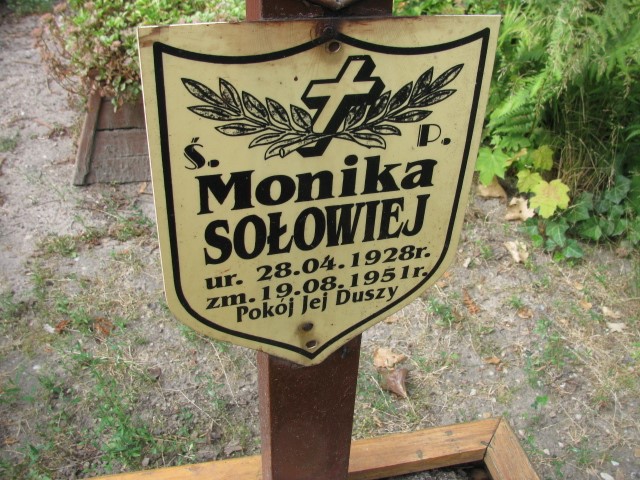 Ś. P.
Monika
SOŁOWIEJ
ur. 28.04.1928r.
zm. 19.08.1951r.
Pokój Jej Duszy